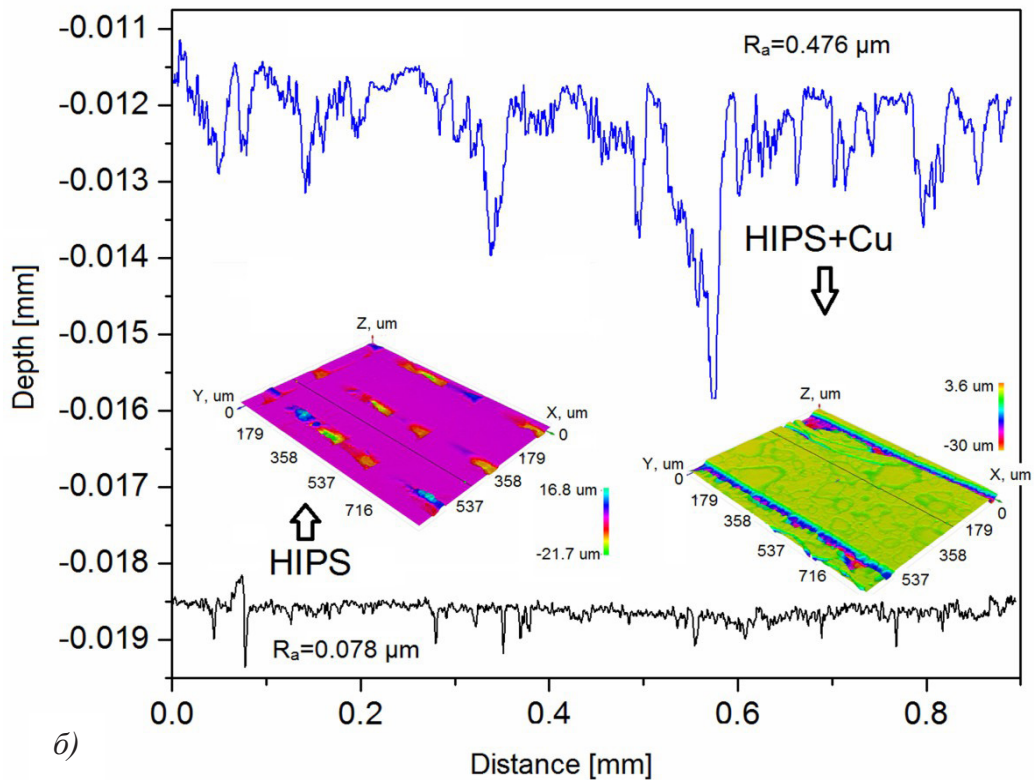 -0.011
-0.012
-0.013
-0.014
-0.015
-0.016
-0.017
-0.018
-0.019
Depth [mm]
Rₐ=0.476 µm
HIPS+Cu
Z, um
Y, um
0
179
358
537
716
X, um
0
179
358
537
16.8 um
-21.7 um
HIPS
3.6 um
-30 um
Z, um
Y, um
0
179
358
537
716
X, um
0
179
358
537
Rₐ=0.078 µm
0.0
0.2
0.4
0.6
0.8
Distance [mm]
б)